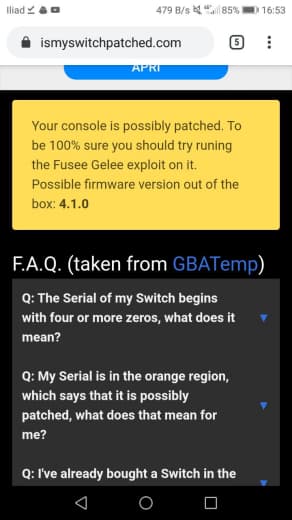 Iliad
479 B/s
85%
16:53
ismyswitchpatched.com
5
APRI
Your console is possibly patched. To
be 100% sure you should try runing
the Fusee Gelee exploit on it.
Possible firmware version out of the
box: 4.1.0
F.A.Q. (taken from GBATemp)
Q: The Serial of my Switch begins
with four or more zeros, what does it
mean?
Q: My Serial is in the orange region,
which says that it is possibly
patched, what does that mean for
me?
Q: I've already bought a Switch in the